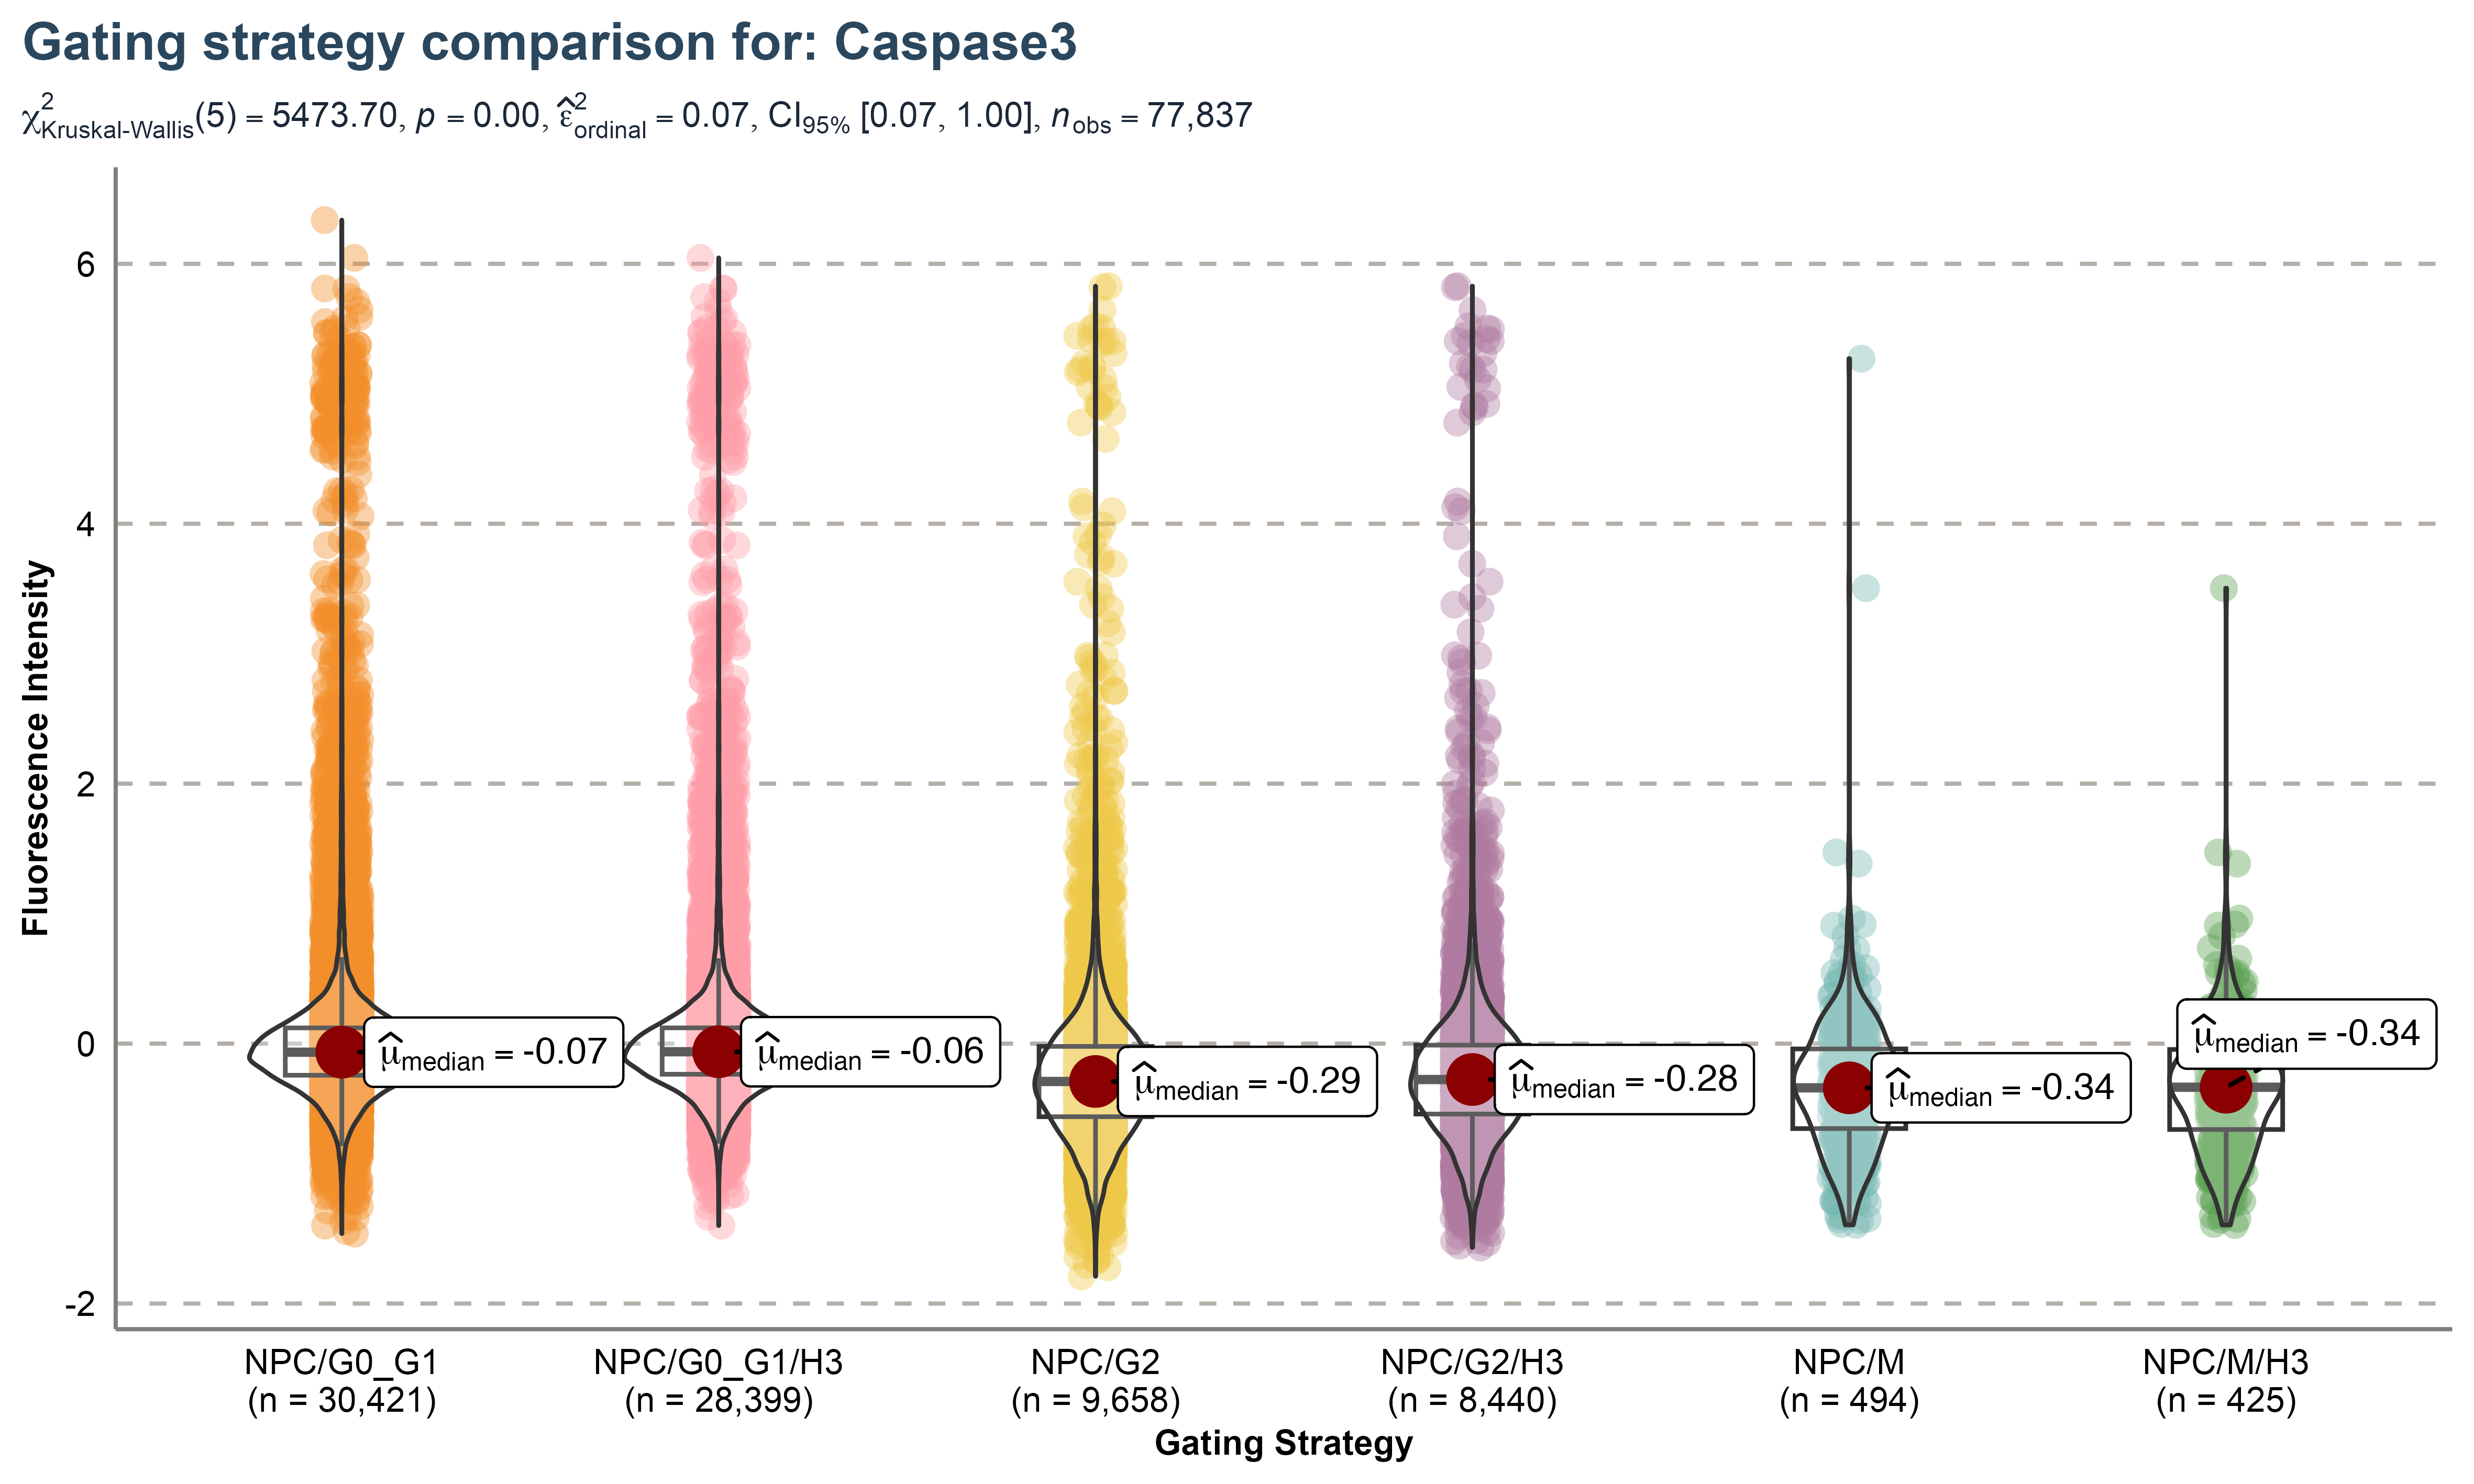 Gating strategy comparison for: Caspase3
χ²Kruskal-Wallis(5) = 5473.70, p = 0.00, ε̂²ordinal = 0.07, CI95% [0.07, 1.00], nobs = 77,837
Fluorescence Intensity
6
4
2
0
-2
μ̂median = -0.07
μ̂median = -0.06
μ̂median = -0.29
μ̂median = -0.28
μ̂median = -0.34
μ̂median = -0.34
NPC/G0_G1
(n = 30,421)
NPC/G0_G1/H3
(n = 28,399)
NPC/G2
(n = 9,658)
NPC/G2/H3
(n = 8,440)
NPC/M
(n = 494)
NPC/M/H3
(n = 425)
Gating Strategy